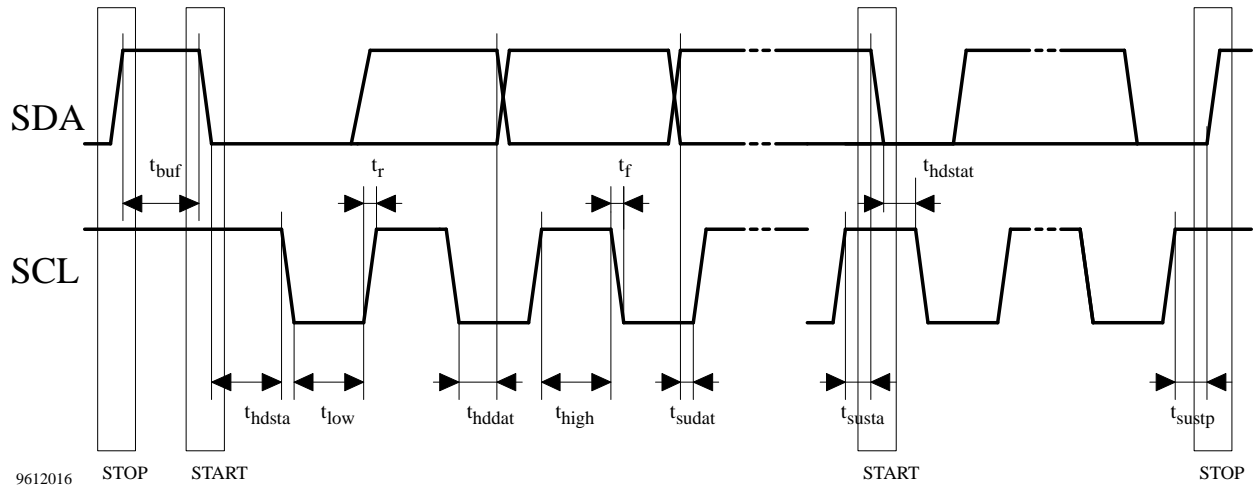 SDA
t_buf t_r t_f t_hdstat
SCL
t_hdsta t_low t_hddat t_high t_sudat t_susta t_sustp
9612016 STOP START START STOP